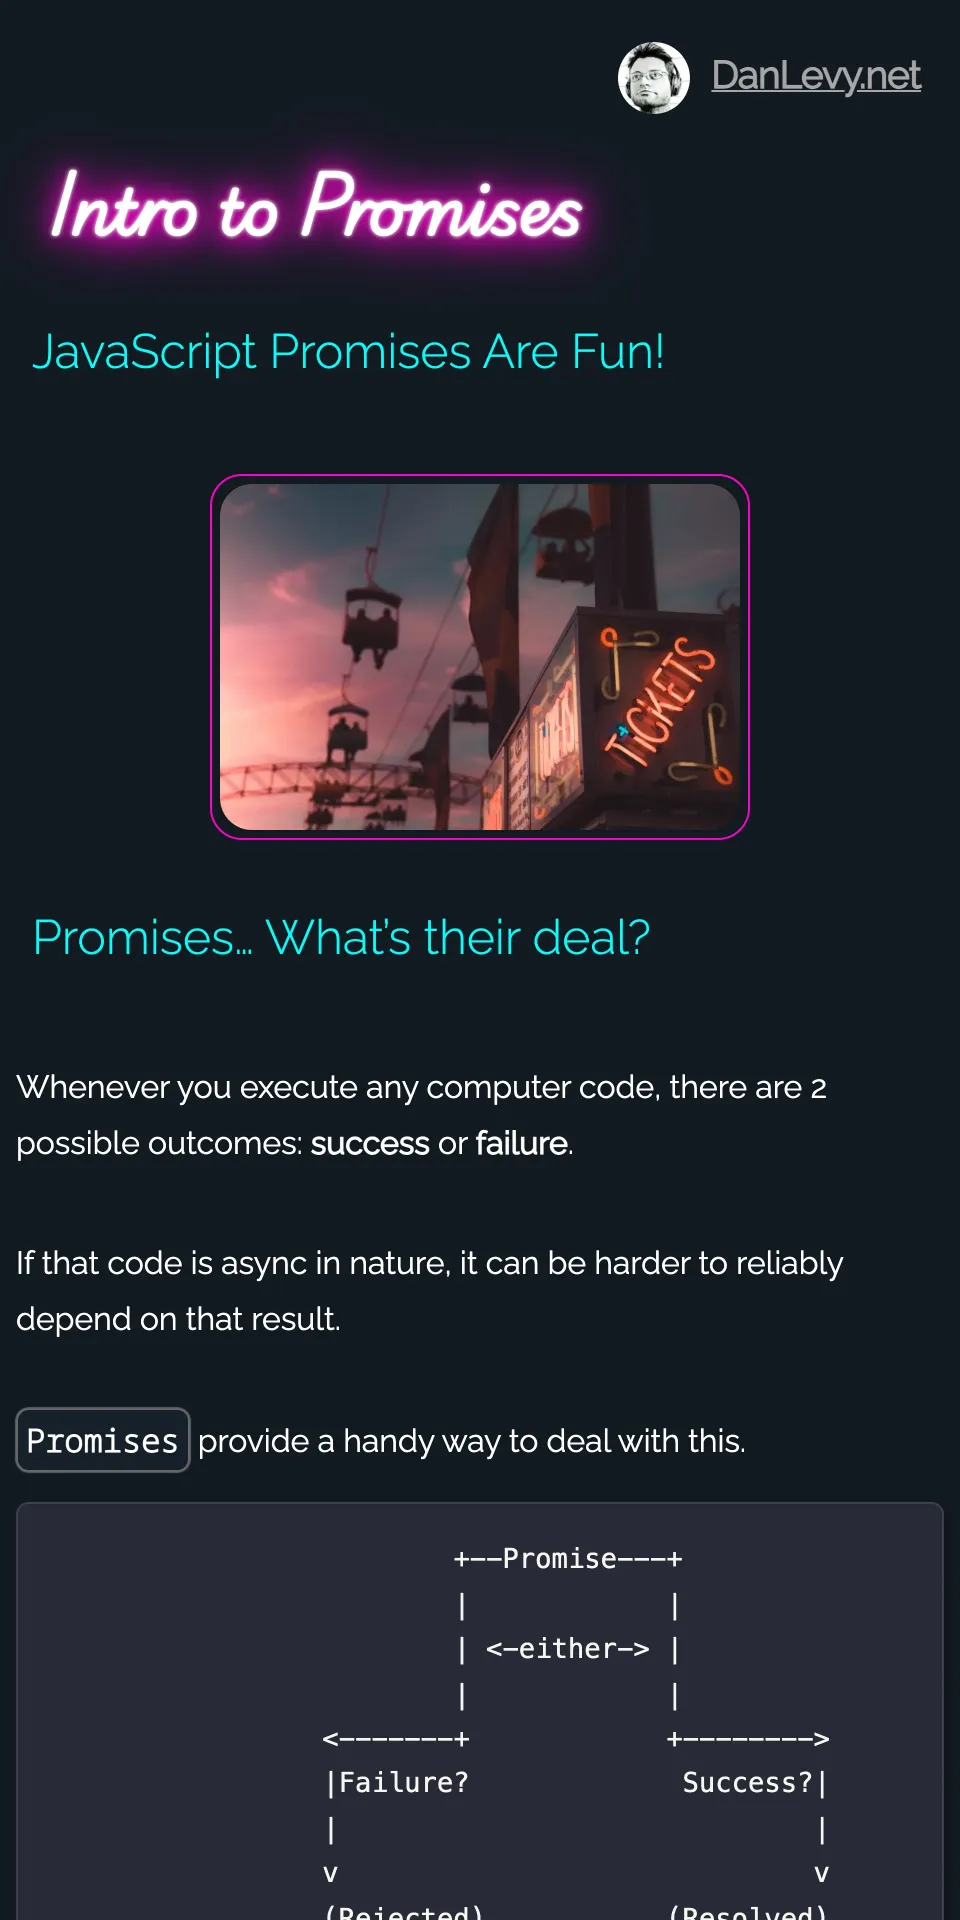 DanLevy.net
Intro to Promises
JavaScript Promises Are Fun!
TICKETS
Promises… What's their deal?
Whenever you execute any computer code, there are 2
possible outcomes: success or failure.
If that code is async in nature, it can be harder to reliably
depend on that result.
Promises provide a handy way to deal with this.
+--Promise---+
|            |
| <-either-> |
|            |
<-------+            +-------->
|Failure?             Success?|
|                             |
v                             v
(Rejected)           (Resolved)